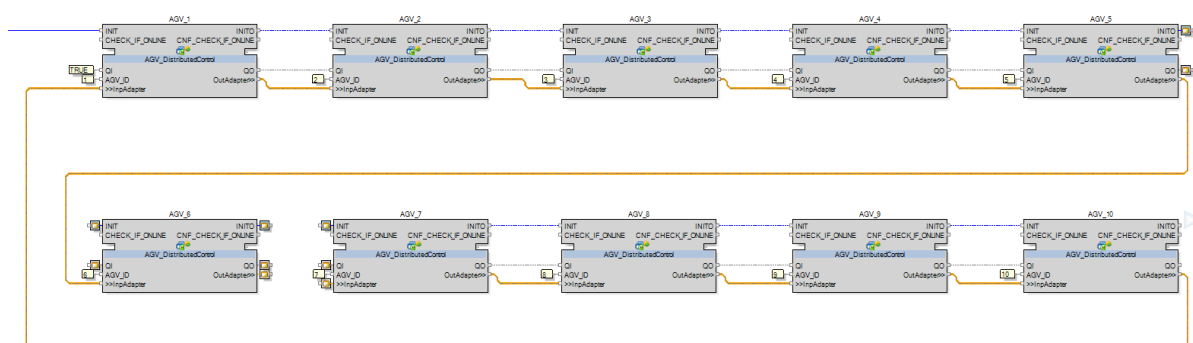 AGV_1 AGV_2 AGV_3 AGV_4 AGV_5
INIT INITO INIT INITO INIT INITO INIT INITO INIT INITO
CHECK_IF_ONLINE CNF_CHECK_IF_ONLINE CHECK_IF_ONLINE CNF_CHECK_IF_ONLINE CHECK_IF_ONLINE CNF_CHECK_IF_ONLINE CHECK_IF_ONLINE CNF_CHECK_IF_ONLINE CHECK_IF_ONLINE CNF_CHECK_IF_ONLINE
AGV_DistributedControl AGV_DistributedControl AGV_DistributedControl AGV_DistributedControl AGV_DistributedControl
TRUE QI QO QI QO QI QO QI QO QI QO
1 AGV_ID OutAdapter>> 2 AGV_ID OutAdapter>> 3 AGV_ID OutAdapter>> 4 AGV_ID OutAdapter>> 5 AGV_ID OutAdapter>>
>>InpAdapter >>InpAdapter >>InpAdapter >>InpAdapter >>InpAdapter
AGV_6 AGV_7 AGV_8 AGV_9 AGV_10
INIT INITO INIT INITO INIT INITO INIT INITO INIT INITO
CHECK_IF_ONLINE CNF_CHECK_IF_ONLINE CHECK_IF_ONLINE CNF_CHECK_IF_ONLINE CHECK_IF_ONLINE CNF_CHECK_IF_ONLINE CHECK_IF_ONLINE CNF_CHECK_IF_ONLINE CHECK_IF_ONLINE CNF_CHECK_IF_ONLINE
AGV_DistributedControl AGV_DistributedControl AGV_DistributedControl AGV_DistributedControl AGV_DistributedControl
QI QO QI QO QI QO QI QO QI QO
6 AGV_ID OutAdapter>> 7 AGV_ID OutAdapter>> 8 AGV_ID OutAdapter>> 9 AGV_ID OutAdapter>> 10 AGV_ID OutAdapter>>
>>InpAdapter >>InpAdapter >>InpAdapter >>InpAdapter >>InpAdapter